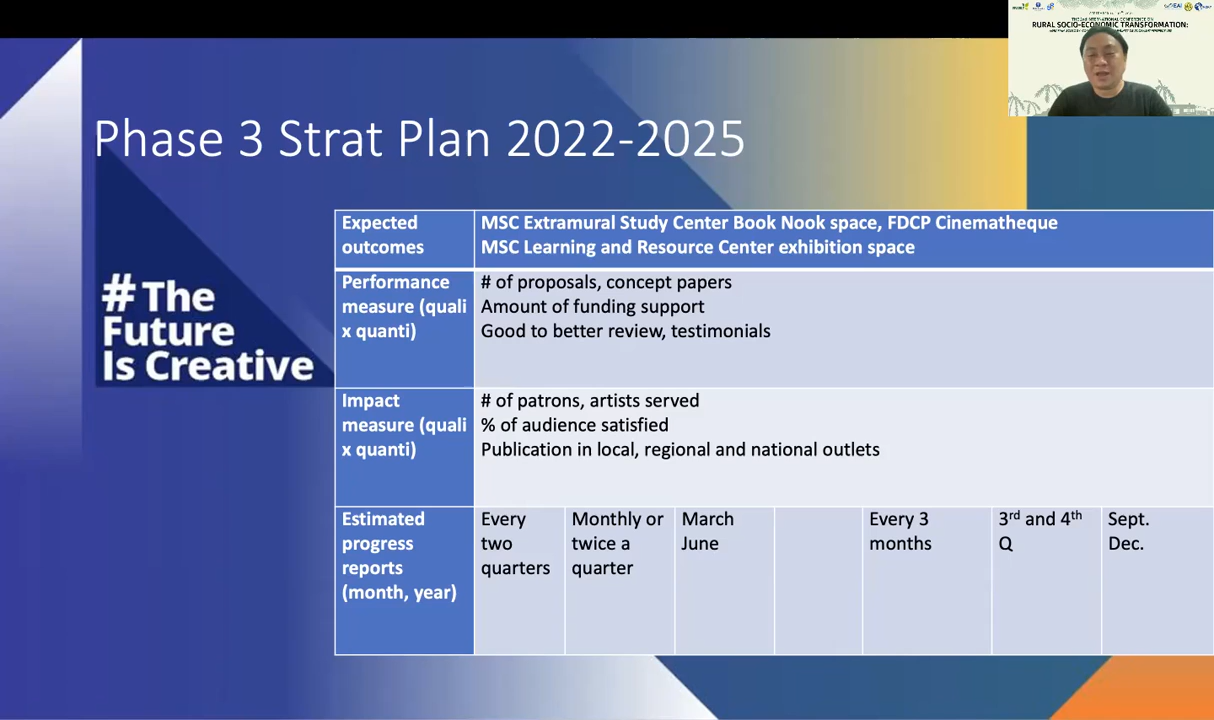 RURAL SOCIO-ECONOMIC TRANSFORMATION:
Phase 3 Strat Plan 2022-2025
# The
Future
Is Creative
Expected
outcomes
MSC Extramural Study Center Book Nook space, FDCP Cinematheque
MSC Learning and Resource Center exhibition space
Performance
measure (quali
x quanti)
# of proposals, concept papers
Amount of funding support
Good to better review, testimonials
Impact
measure (quali
x quanti)
# of patrons, artists served
% of audience satisfied
Publication in local, regional and national outlets
Estimated
progress
reports
(month, year)
Every
two
quarters
Monthly or
twice a
quarter
March
June
Every 3
months
3rd and 4th
Q
Sept.
Dec.